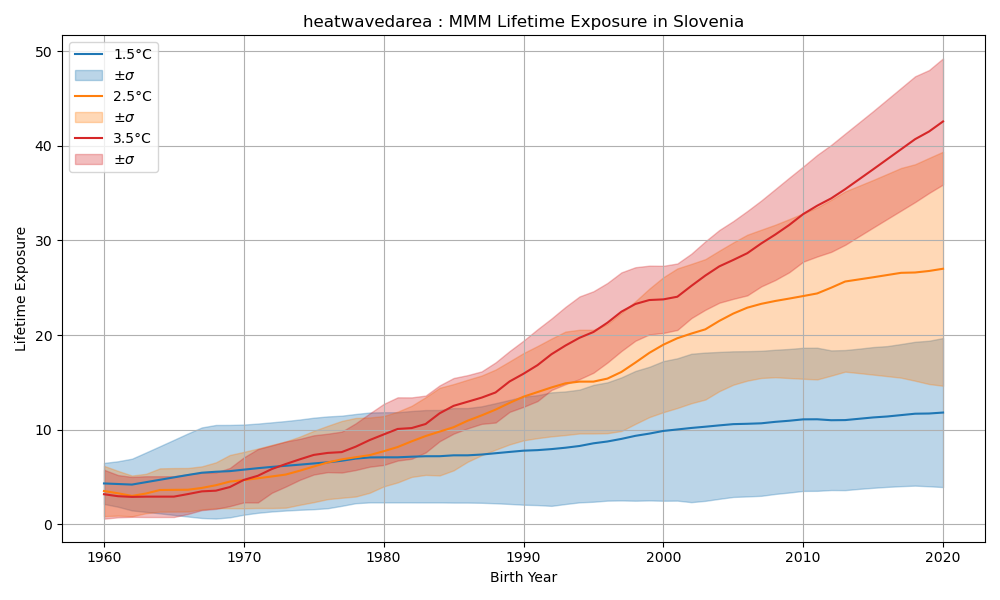 heatwavedarea : MMM Lifetime Exposure in Slovenia
1.5°C
±σ
2.5°C
±σ
3.5°C
±σ
50
40
30
20
10
0
Lifetime Exposure
1960 1970 1980 1990 2000 2010 2020
Birth Year